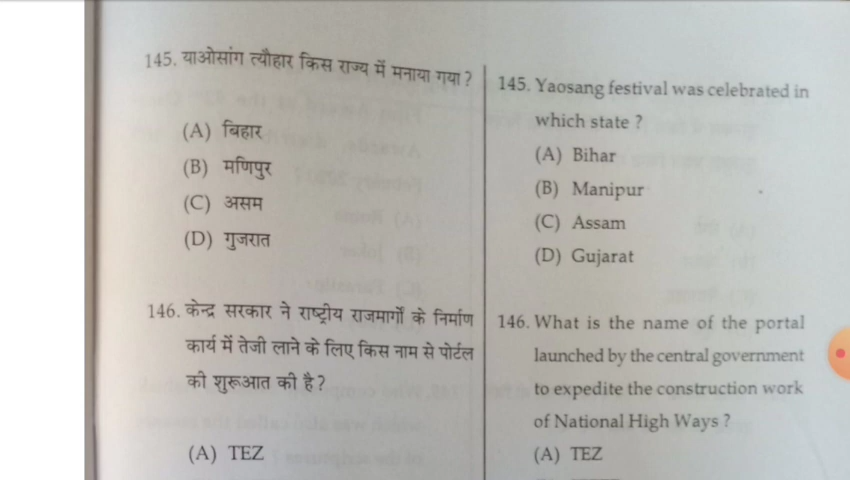 145. याओसांग त्यौहार किस राज्य में मनाया गया?
(A) बिहार
(B) मणिपुर
(C) असम
(D) गुजरात
146. केन्द्र सरकार ने राष्ट्रीय राजमार्गों के निर्माण
कार्य में तेजी लाने के लिए किस नाम से पोर्टल
की शुरूआत की है?
(A) TEZ
145. Yaosang festival was celebrated in
which state ?
(A) Bihar
(B) Manipur
(C) Assam
(D) Gujarat
146. What is the name of the portal
launched by the central government
to expedite the construction work
of National High Ways ?
(A) TEZ